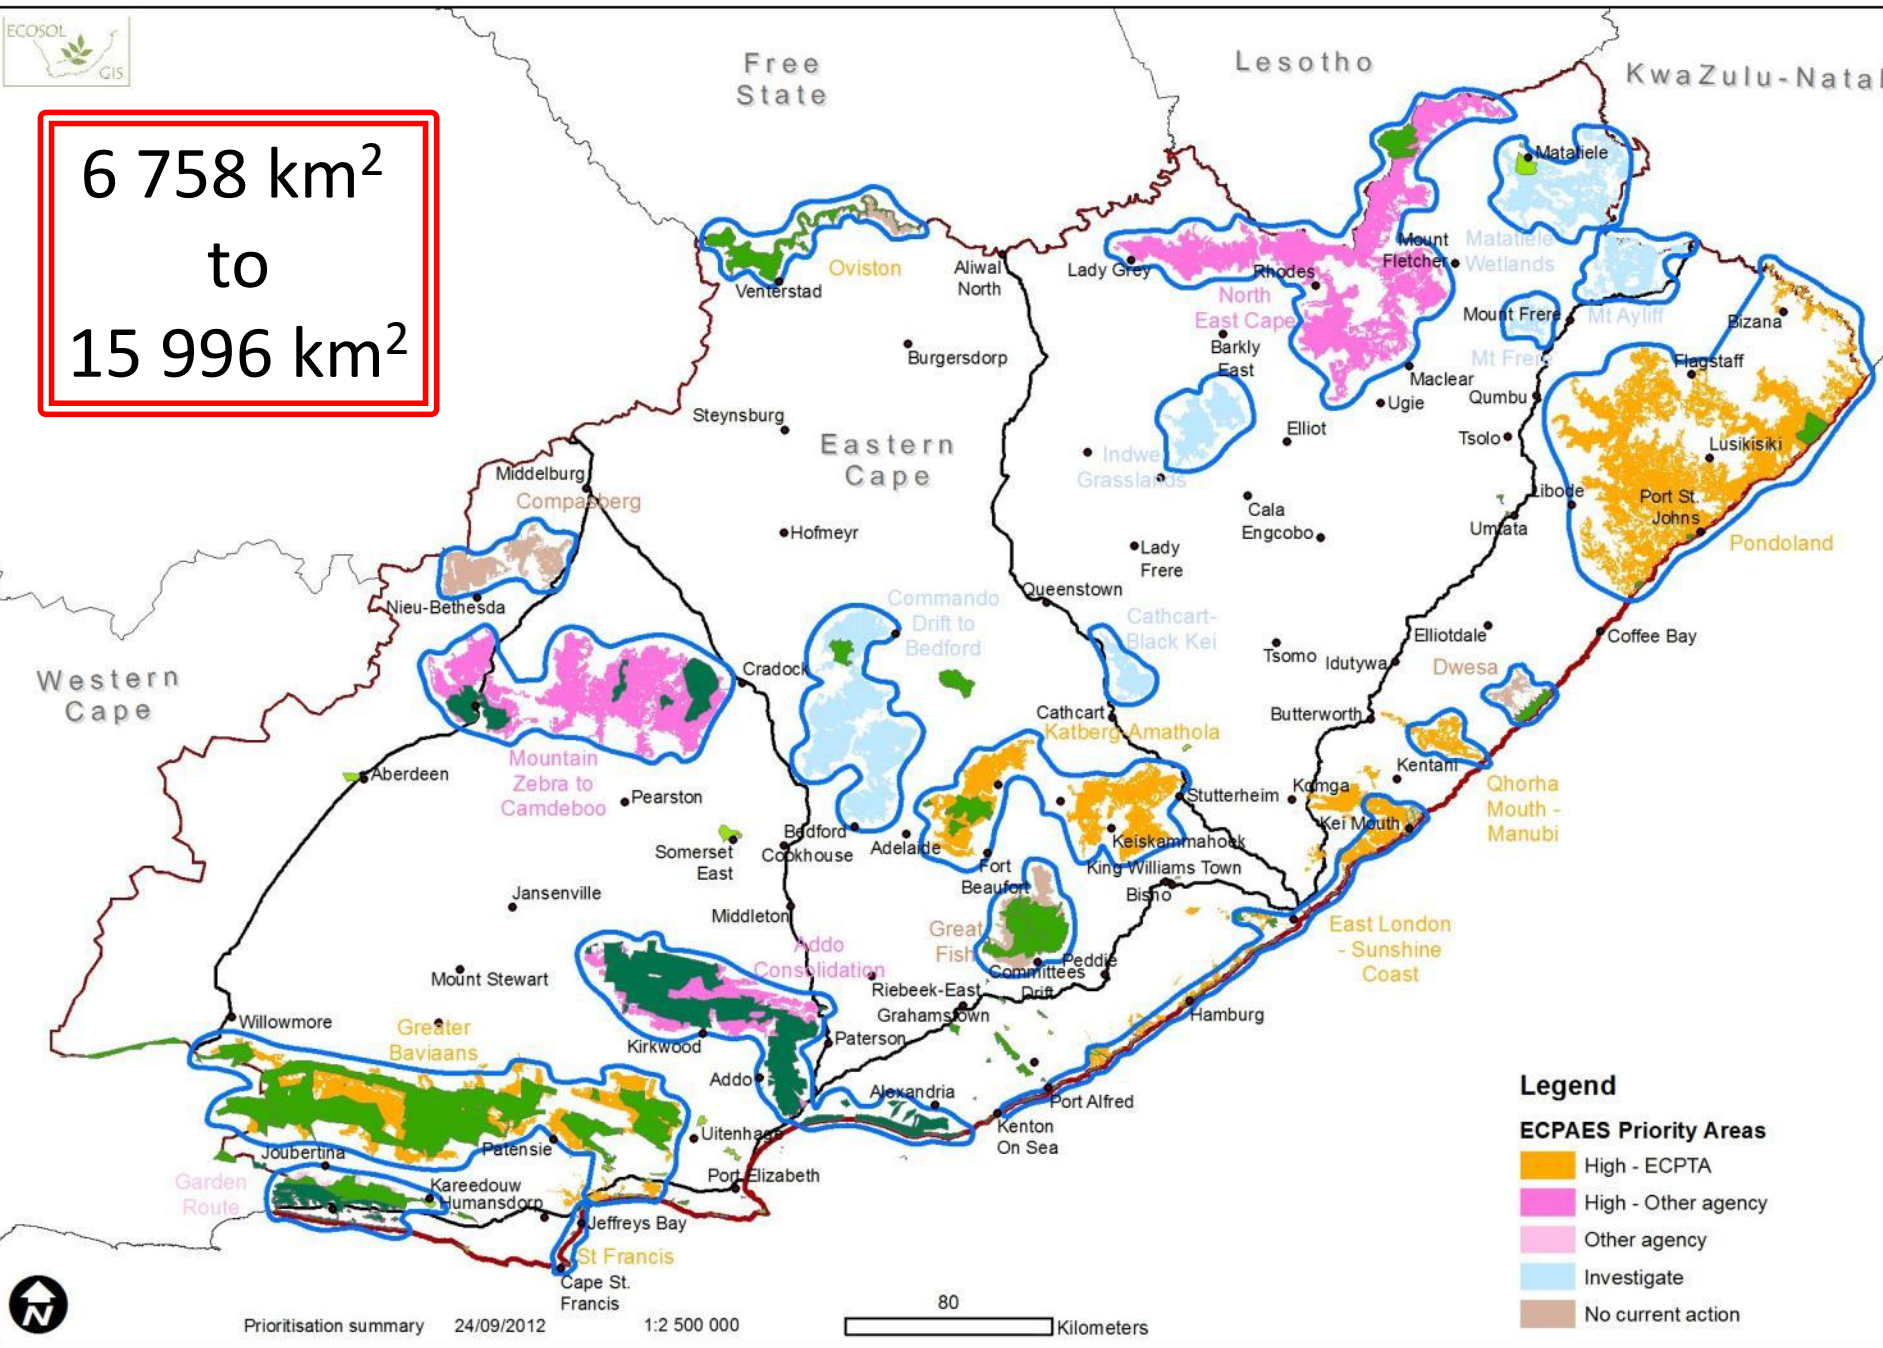 ECOSOL
GIS
6 758 km²
to
15 996 km²
Free
State
Lesotho
KwaZulu-Natal
Matatiele
Matatiele
Wetlands
Mount
Fletcher
Lady Grey
Rhodes
North
East Cape
Oviston
Venterstad
Aliwal
North
Mount Frere
Mt Ayliff
Mt Frere
Bizana
Flagstaff
Burgersdorp
Barkly
East
Maclear
Ugie
Qumbu
Steynsburg
Elliot
Tsolo
Lusikisiki
Eastern
Cape
Indwe
Grasslands
Middelburg
Compasberg
Libode
Port St.
Johns
Cala
Engcobo
Umtata
Hofmeyr
Lady
Frere
Pondoland
Nieu-Bethesda
Queenstown
Commando
Drift to
Bedford
Cathcart-
Black Kei
Elliotdale
Coffee Bay
Tsomo
Idutywa
Dwesa
Western
Cape
Cradock
Cathcart
Butterworth
Katberg-Amathola
Mountain
Zebra to
Camdeboo
Aberdeen
Pearston
Kentani
Komga
Stutterheim
Qhorha
Mouth -
Manubi
Kei Mouth
Bedford
Cookhouse
Adelaide
Keiskammahoek
Somerset
East
Fort
Beaufort
King Williams Town
Bisho
Jansenville
Middleton
Great
Fish
East London
- Sunshine
Coast
Addo
Consolidation
Committees
Drift
Peddie
Mount Stewart
Riebeek-East
Grahamstown
Hamburg
Willowmore
Greater
Baviaans
Kirkwood
Paterson
Addo
Alexandria
Port Alfred
Kenton
On Sea
Uitenhage
Patensie
Joubertina
Port Elizabeth
Garden
Route
Kareedouw
Humansdorp
Jeffreys Bay
St Francis
Cape St.
Francis
Legend
ECPAES Priority Areas
High - ECPTA
High - Other agency
Other agency
Investigate
No current action
N
Prioritisation summary 24/09/2012 1:2 500 000
80
Kilometers